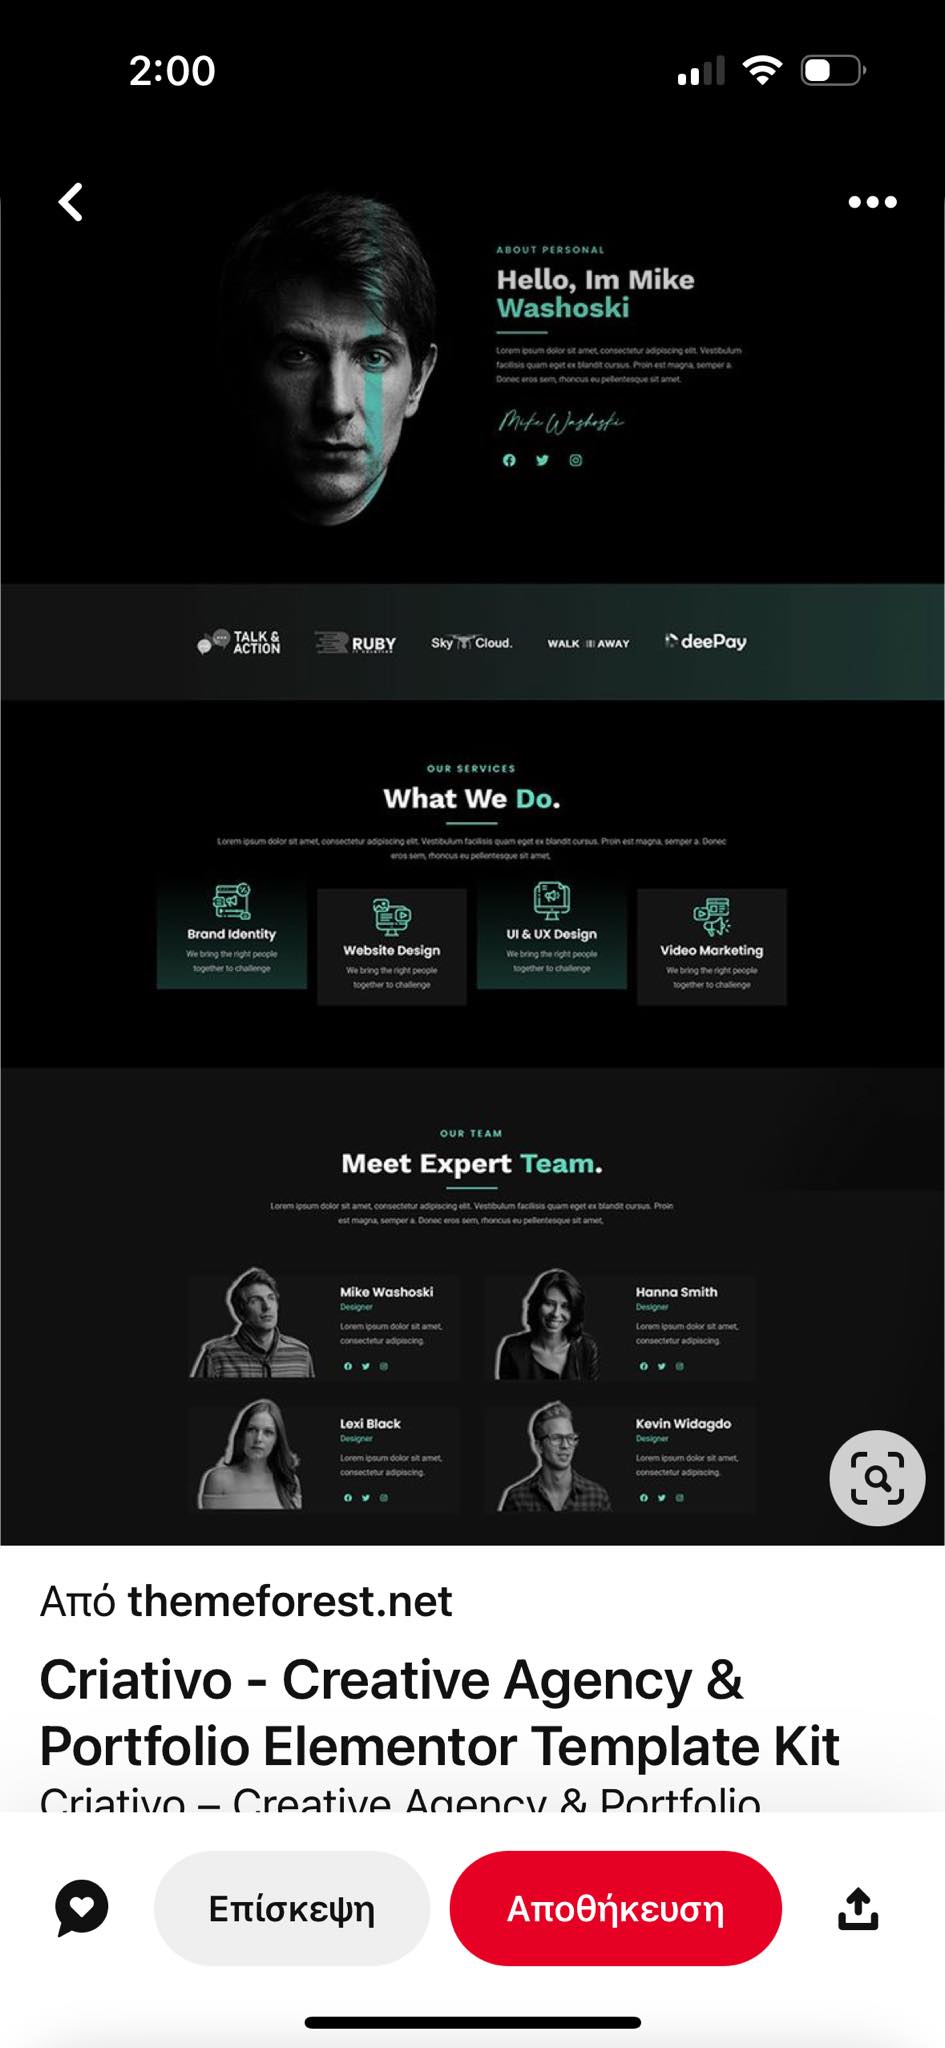 2:00
ABOUT PERSONAL
Hello, Im Mike
Washoski
Lorem ipsum dolor sit amet, consectetur adipiscing elit. Vestibulum
facilisis quam eget ex blandit cursus. Proin est magna, semper a.
Donec eros sem, rhoncus eu pellentesque sit amet.
Mike Washoski
TALK &
ACTION
RUBY
Sky Cloud.
WALK AWAY
deePay
OUR SERVICES
What We Do.
Lorem ipsum dolor sit amet, consectetur adipiscing elit. Vestibulum facilisis quam eget ex blandit cursus. Proin est magna, semper a. Donec
eros sem, rhoncus eu pellentesque sit amet,
Brand Identity
We bring the right people
together to challenge
Website Design
We bring the right people
together to challenge
UI & UX Design
We bring the right people
together to challenge
Video Marketing
We bring the right people
together to challenge
OUR TEAM
Meet Expert Team.
Lorem ipsum dolor sit amet, consectetur adipiscing elit. Vestibulum facilisis quam eget ex blandit cursus. Proin
est magna, semper a. Donec eros sem, rhoncus eu pellentesque sit amet,
Mike Washoski
Designer
Lorem ipsum dolor sit amet,
consectetur adipiscing.
Hanna Smith
Designer
Lorem ipsum dolor sit amet,
consectetur adipiscing.
Lexi Black
Designer
Lorem ipsum dolor sit amet,
consectetur adipiscing.
Kevin Widagdo
Designer
Lorem ipsum dolor sit amet,
consectetur adipiscing.
Από themeforest.net
Criativo - Creative Agency &
Portfolio Elementor Template Kit
Criativo – Creative Agency & Portfolio
Επίσκεψη
Αποθήκευση